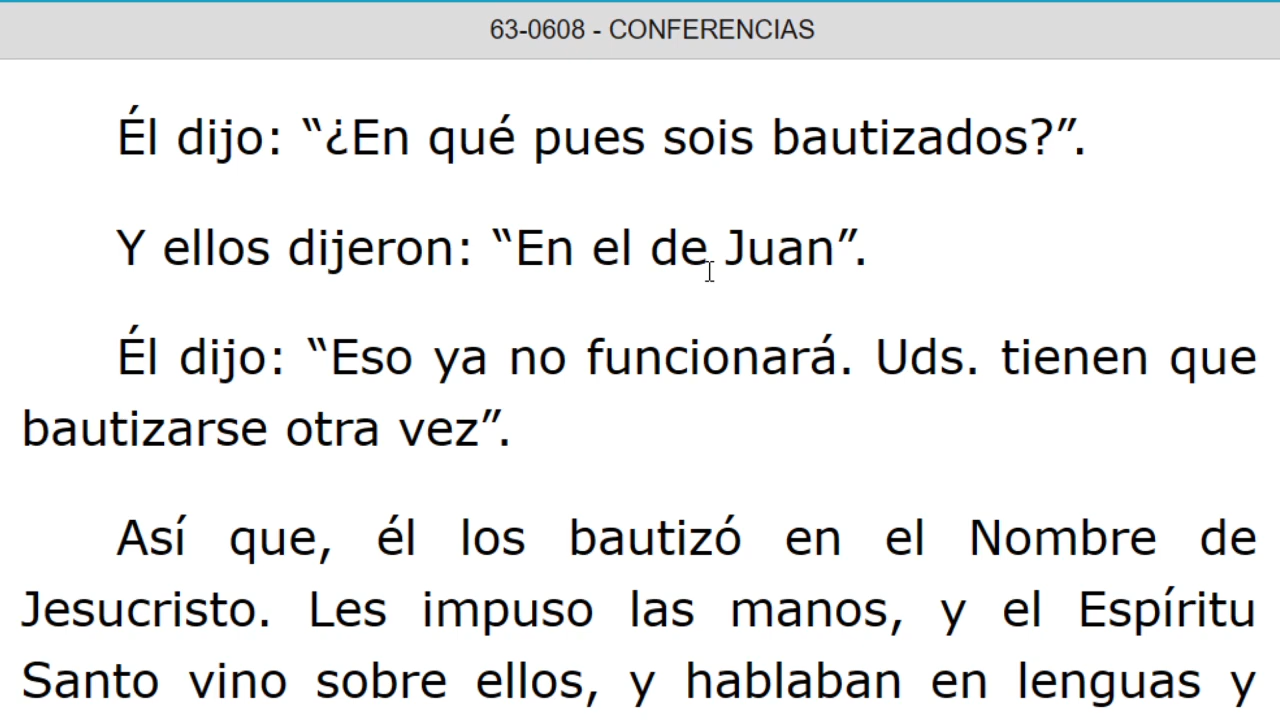 63-0608 - CONFERENCIAS
Él dijo: “¿En qué pues sois bautizados?”.
Y ellos dijeron: “En el de Juan”.
Él dijo: “Eso ya no funcionará. Uds. tienen que
bautizarse otra vez”.
Así que, él los bautizó en el Nombre de
Jesucristo. Les impuso las manos, y el Espíritu
Santo vino sobre ellos, y hablaban en lenguas y